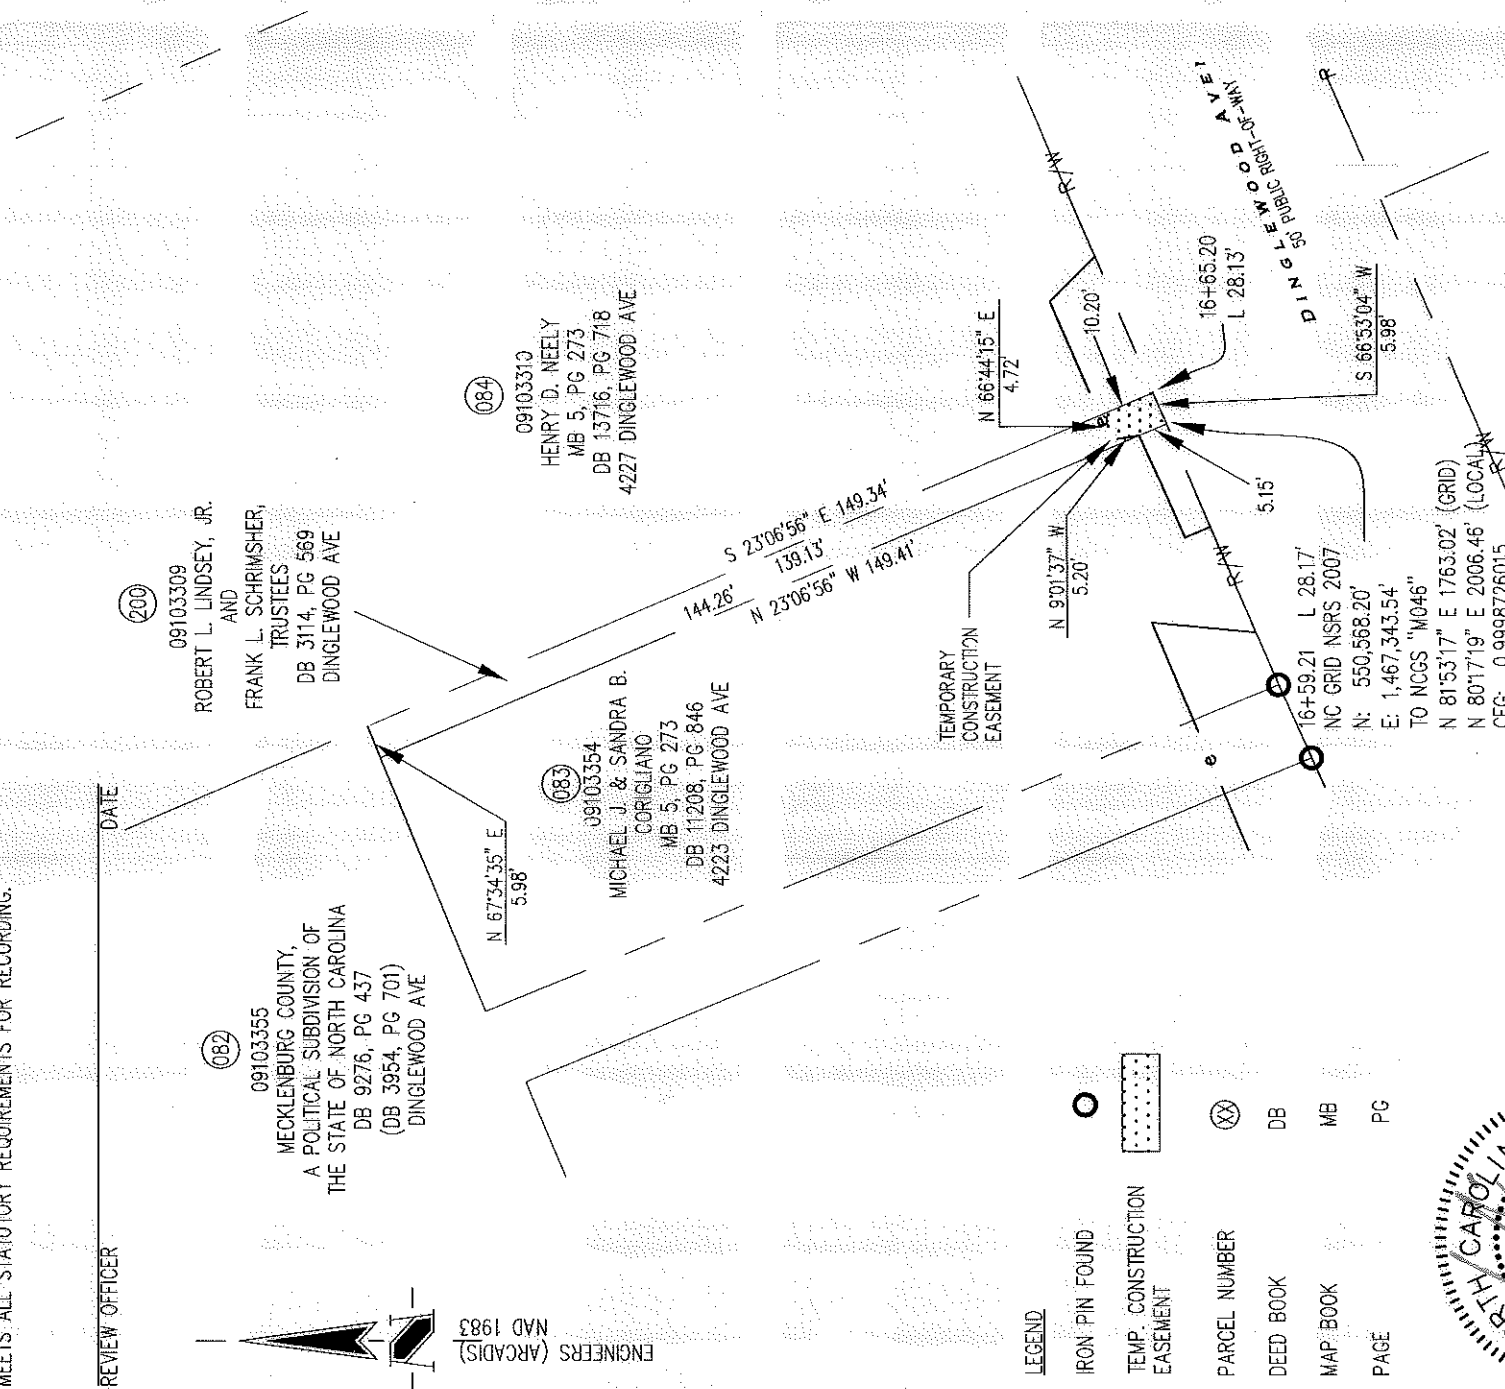 MEETS ALL STATUTORY REQUIREMENTS FOR RECORDING.
REVIEW OFFICER
DATE
ENGINEERS (ARCADIS)
NAD 1983
082
09103355
MECKLENBURG COUNTY,
A POLITICAL SUBDIVISION OF
THE STATE OF NORTH CAROLINA
DB 9276, PG 437
(DB 3954, PG 701)
DINGLEWOOD AVE
200
09103309
ROBERT L. LINDSEY, JR.
AND
FRANK L. SCHRIMSHER,
TRUSTEES
DB 3114, PG 569
DINGLEWOOD AVE
084
09103310
HENRY D. NEELY
MB 5, PG 273
DB 13716, PG 718
4227 DINGLEWOOD AVE
N 67°34'35" E
5.98'
083
09103354
MICHAEL J. & SANDRA B.
CORIGLIANO
MB 5, PG 273
DB 11208, PG 846
4223 DINGLEWOOD AVE
S 23°06'56" E 149.34'
139.13'
144.26'
N 23°06'56" W 149.41'
TEMPORARY
CONSTRUCTION
EASEMENT
N 9°01'37" W
5.20'
N 66°44'15" E
4.72'
10.20'
e
R/W
16+65.20
L 28.13'
DINGLEWOOD AVE
50' PUBLIC RIGHT-OF-WAY
R
S 66°53'04" W
5.98'
5.15'
R/W
e
R/W
16+59.21 L 28.17'
NC GRID NSRS 2007
N: 550,568.20'
E: 1,467,343.54'
TO NCGS "M046"
N 81°53'17" E 1763.02' (GRID)
N 80°17'19" E 2006.46' (LOCAL)
CFG: 0.9998726015
LEGEND
IRON PIN FOUND
TEMP. CONSTRUCTION
EASEMENT
PARCEL NUMBER
XX
DEED BOOK
DB
MAP BOOK
MB
PAGE
PG
RTH CAROLI